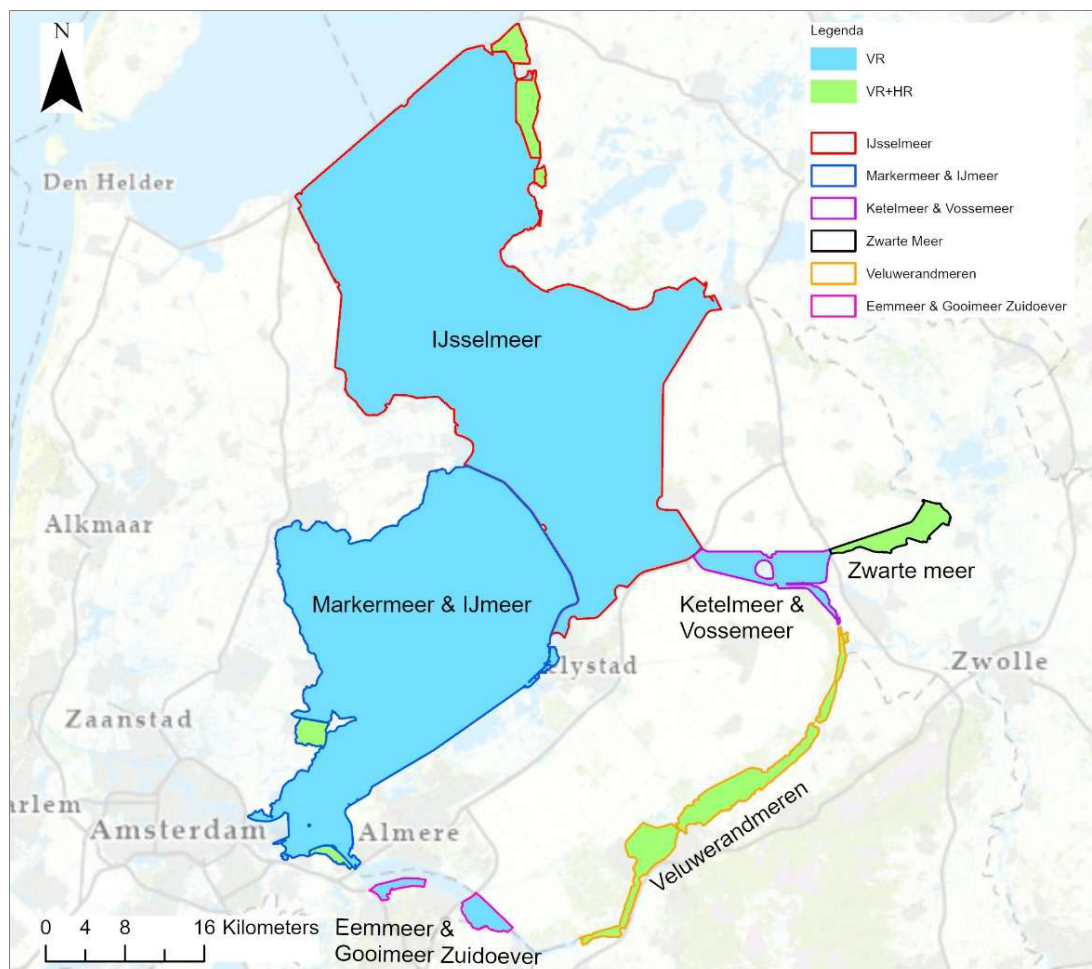 N
Legenda
VR
VR+HR
IJsselmeer
Markermeer & IJmeer
Ketelmeer & Vossemeer
Zwarte Meer
Veluwerandmeren
Eemmeer & Gooimeer Zuidoever
Den Helder
IJsselmeer
Alkmaar
Zwarte meer
Markermeer & IJmeer
Ketelmeer &
Vossemeer
elystad
Zwolle
Zaanstad
arlem
Amsterdam
Almere
Veluwerandmeren
Eemmeer &
Gooimeer Zuidoever
0 4 8 16 Kilometers